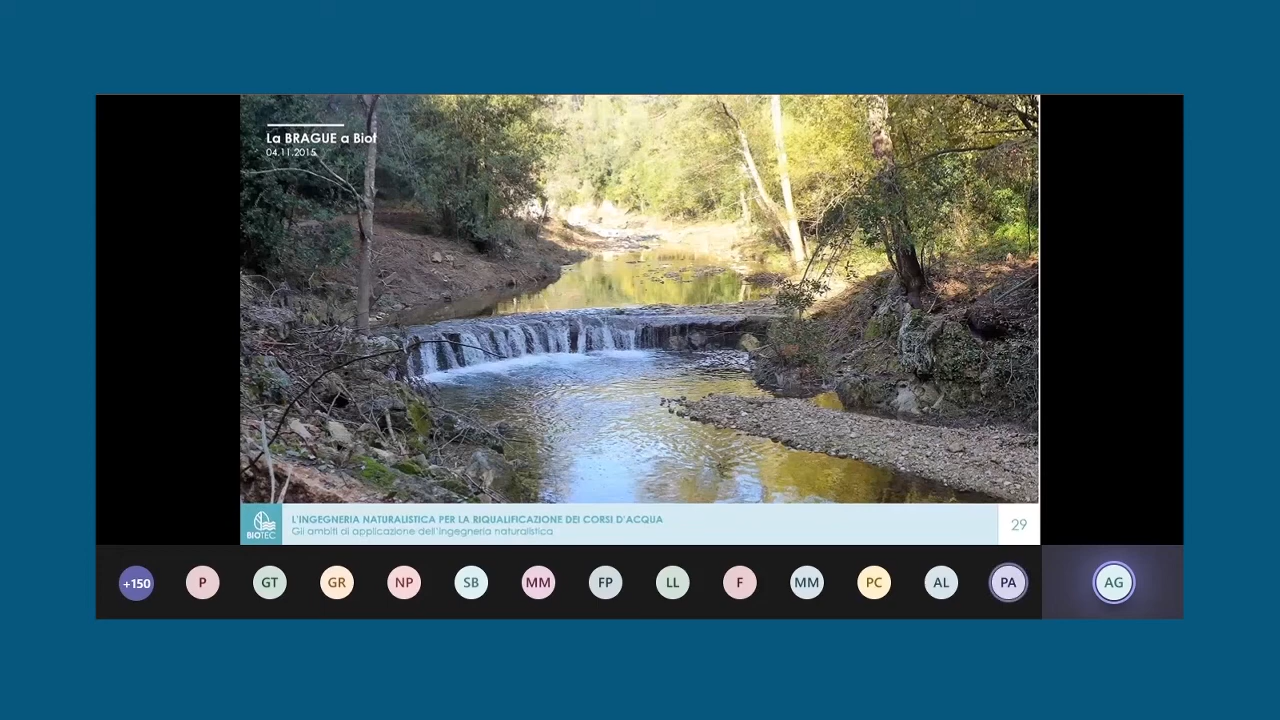 La BRAGUE a Biot
04.11.2015
BIOTEC
L'INGEGNERIA NATURALISTICA PER LA RIQUALIFICAZIONE DEI CORSI D'ACQUA
Gli ambiti di applicazione dell'ingegneria naturalistica
29
+150
P
GT
GR
NP
SB
MM
FP
LL
F
MM
PC
AL
PA
AG